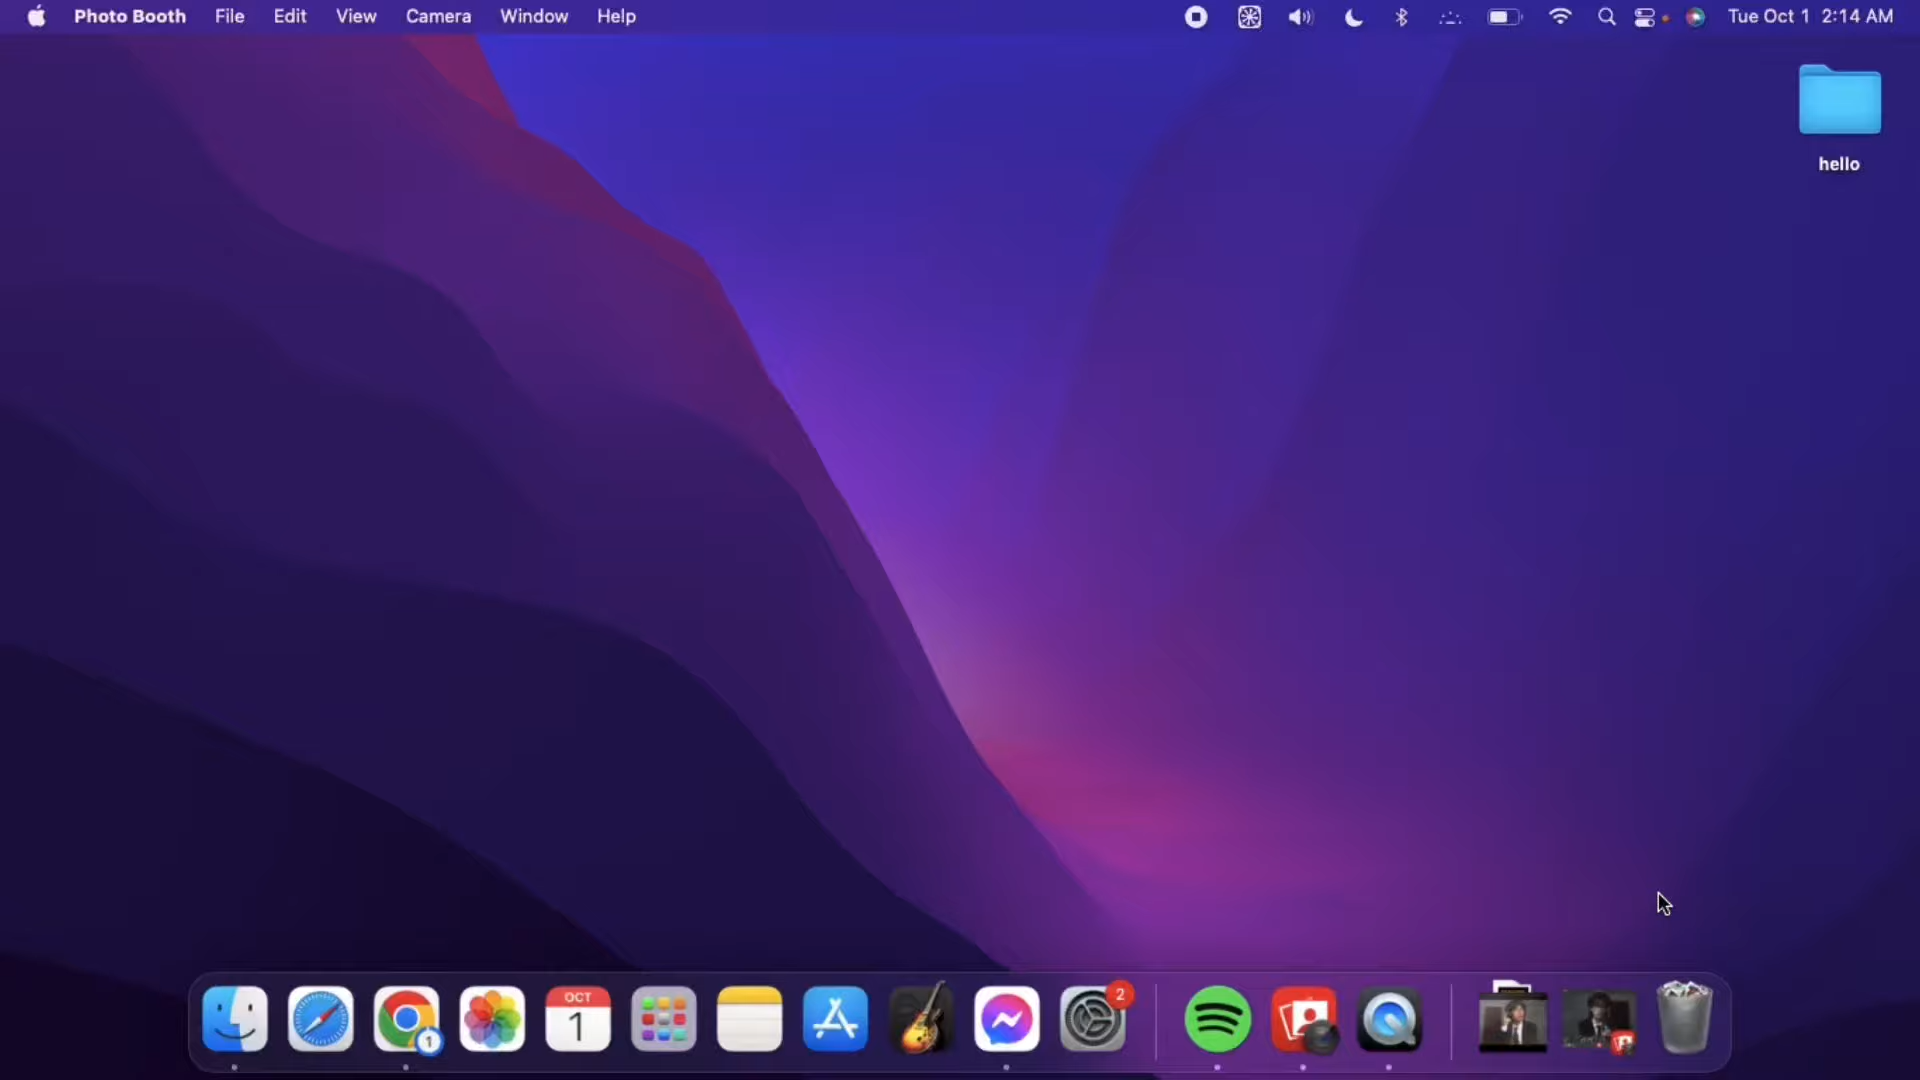 Photo Booth File Edit View Camera Window Help Tue Oct 1 2:14 AM
hello
OCT
1
1
2